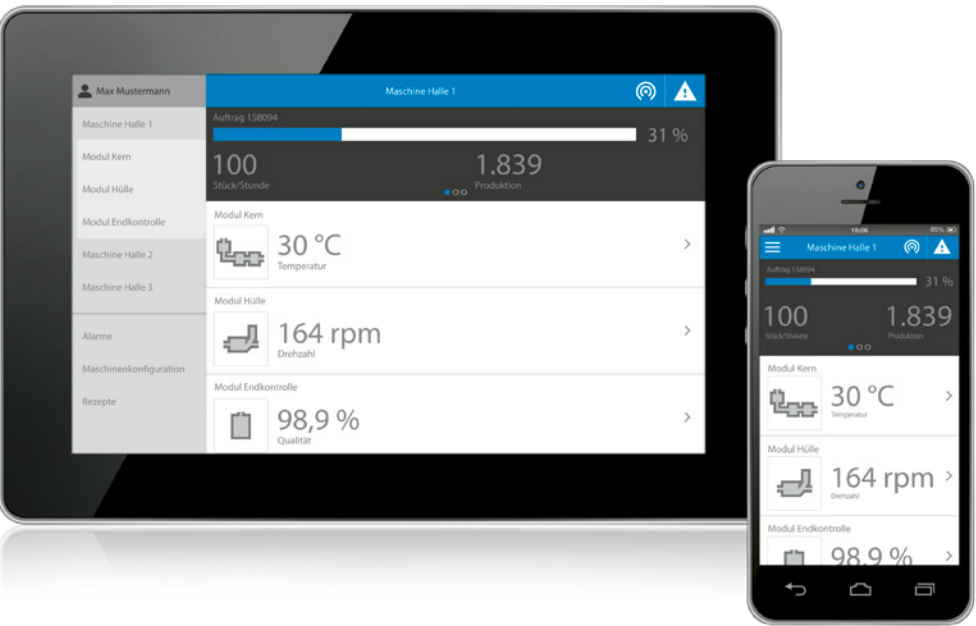 Max Mustermann
Maschine Halle 1
Maschine Halle 1
Modul Kern
Modul Hülle
Modul Endkontrolle
Maschine Halle 2
Maschine Halle 3
Alarme
Maschinenkonfiguration
Rezepte
Auftrag 158094
31 %
100
Stück/Stunde
1.839
Produktion
Modul Kern
30 °C
Temperatur
Modul Hülle
164 rpm
Drehzahl
Modul Endkontrolle
98,9 %
Qualität
15:06
85%
Maschine Halle 1
Auftrag 158094
31 %
100
Stück/Stunde
1.839
Produktion
Modul Kern
30 °C
Temperatur
Modul Hülle
164 rpm
Drehzahl
Modul Endkontrolle
98,9 %